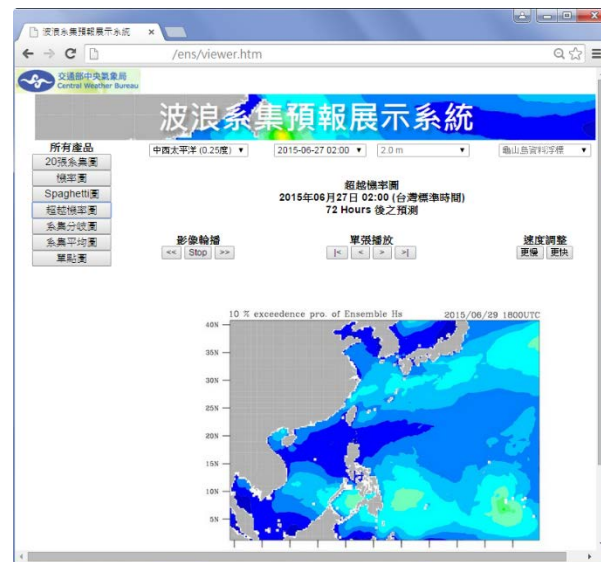 波浪系集預報展示系統
/ens/viewer.htm
交通部中央氣象局
Central Weather Bureau
波浪系集預報展示系統
所有產品
20張系集圖
機率圖
Spaghetti圖
超越機率圖
系集分歧圖
系集平均圖
單點圖
中西太平洋 (0.25度)
2015-06-27 02:00
2.0 m
龜山島資料浮標
超越機率圖
2015年06月27日 02:00 (台灣標準時間)
72 Hours 後之預測
影像輪播
<< Stop >>
單張播放
|< < > >|
速度調整
更慢 更快
10 % exceedence pro. of Ensemble Hs 2015/06/29 1800UTC
40N
35N
30N
25N
20N
15N
10N
5N